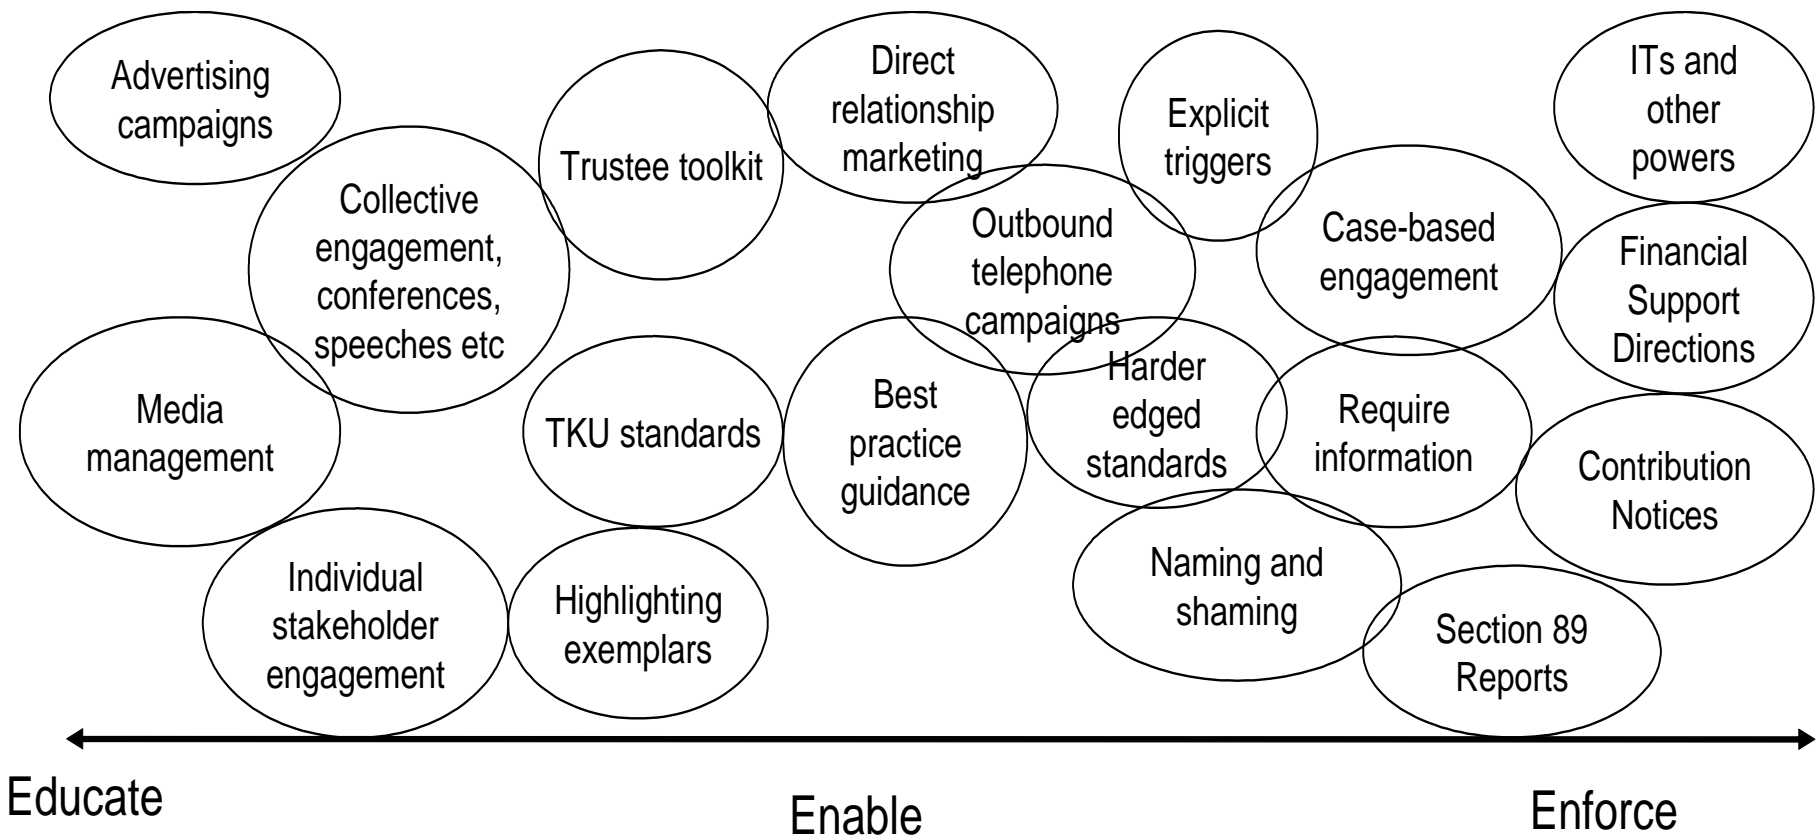 Advertising
campaigns
Collective
engagement,
conferences,
speeches etc
Media
management
Individual
stakeholder
engagement
Trustee toolkit
TKU standards
Highlighting
exemplars
Direct
relationship
marketing
Outbound
telephone
campaigns
Best
practice
guidance
Explicit
triggers
Harder
edged
standards
Naming and
shaming
Case-based
engagement
Require
information
Section 89
Reports
ITs and
other
powers
Financial
Support
Directions
Contribution
Notices
Educate
Enable
Enforce